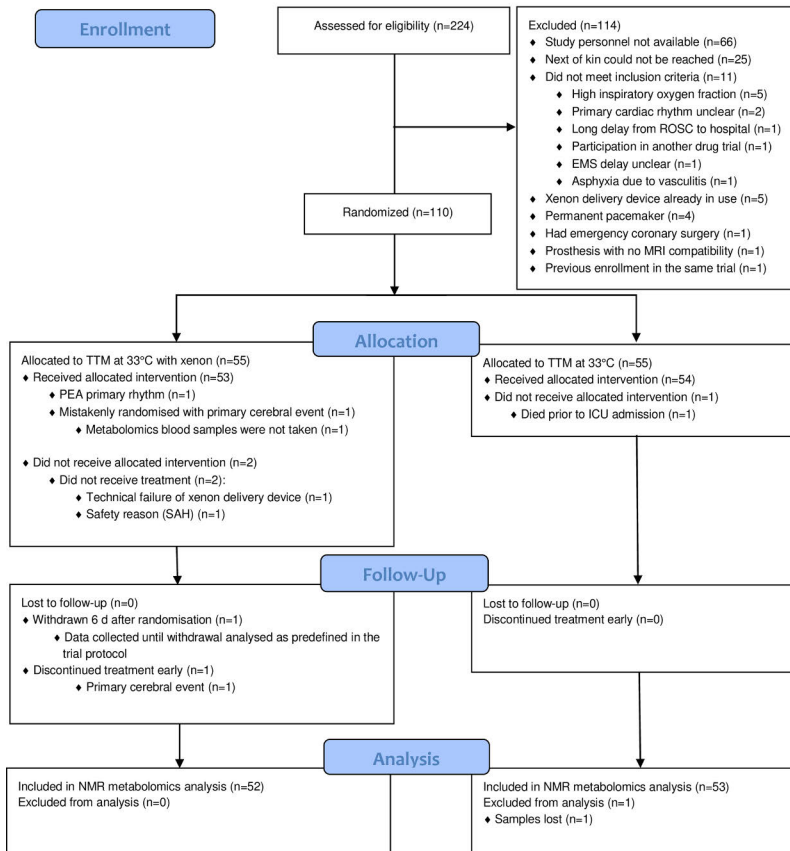 Enrollment
Assessed for eligibility (n=224)
Excluded (n=114)
♦ Study personnel not available (n=66)
♦ Next of kin could not be reached (n=25)
♦ Did not meet inclusion criteria (n=11)
♦ High inspiratory oxygen fraction (n=5)
♦ Primary cardiac rhythm unclear (n=2)
♦ Long delay from ROSC to hospital (n=1)
♦ Participation in another drug trial (n=1)
♦ EMS delay unclear (n=1)
♦ Asphyxia due to vasculitis (n=1)
♦ Xenon delivery device already in use (n=5)
♦ Permanent pacemaker (n=4)
♦ Had emergency coronary surgery (n=1)
♦ Prosthesis with no MRI compatibility (n=1)
♦ Previous enrollment in the same trial (n=1)
Randomized (n=110)
Allocation
Allocated to TTM at 33°C with xenon (n=55)
♦ Received allocated intervention (n=53)
♦ PEA primary rhythm (n=1)
♦ Mistakenly randomised with primary cerebral event (n=1)
♦ Metabolomics blood samples were not taken (n=1)
♦ Did not receive allocated intervention (n=2)
♦ Did not receive treatment (n=2):
♦ Technical failure of xenon delivery device (n=1)
♦ Safety reason (SAH) (n=1)
Allocated to TTM at 33°C (n=55)
♦ Received allocated intervention (n=54)
♦ Did not receive allocated intervention (n=1)
♦ Died prior to ICU admission (n=1)
Follow-Up
Lost to follow-up (n=0)
♦ Withdrawn 6 d after randomisation (n=1)
♦ Data collected until withdrawal analysed as predefined in the
trial protocol
♦ Discontinued treatment early (n=1)
♦ Primary cerebral event (n=1)
Lost to follow-up (n=0)
Discontinued treatment early (n=0)
Analysis
Included in NMR metabolomics analysis (n=52)
Excluded from analysis (n=0)
Included in NMR metabolomics analysis (n=53)
Excluded from analysis (n=1)
♦ Samples lost (n=1)